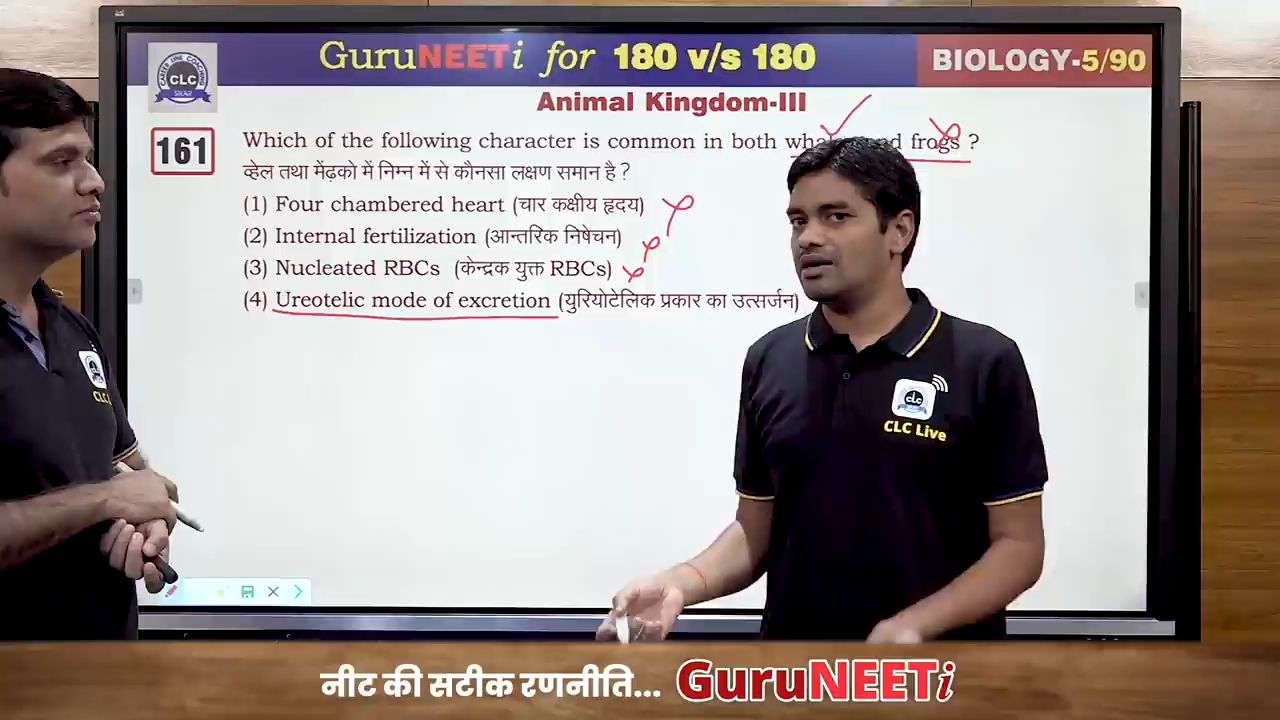 GuruNEETi for 180 v/s 180
BIOLOGY-5/90
CLC
SIKAR
Animal Kingdom-III
161
Which of the following character is common in both frogs ?
व्हेल तथा मेंढ़को में निम्न में से कौनसा लक्षण समान है ?
(1) Four chambered heart (चार कक्षीय हृदय)
(2) Internal fertilization (आन्तरिक निषेचन)
(3) Nucleated RBCs (केन्द्रक युक्त RBCs)
(4) Ureotelic mode of excretion (युरियोटेलिक प्रकार का उत्सर्जन)
CLC
CLC Live
नीट की सटीक रणनीति... GuruNEETi